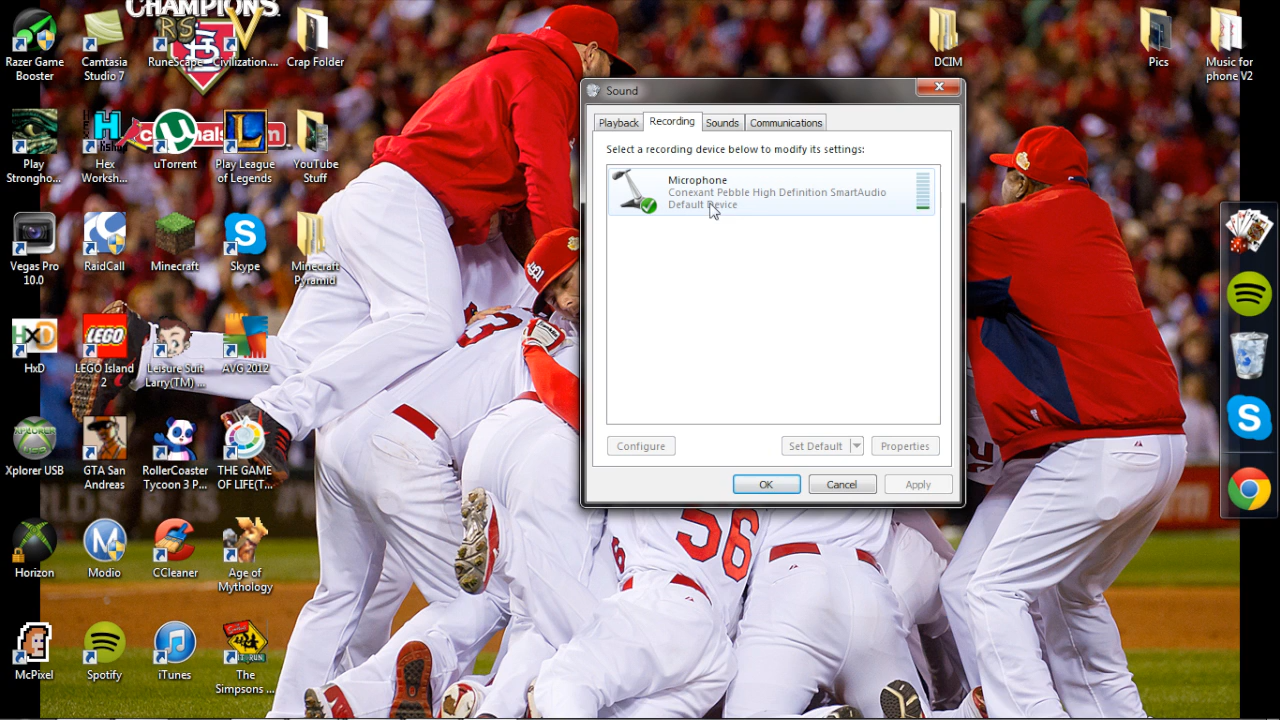 CHAMPIONS
Razer Game
Booster
Camtasia
Studio 7
RuneScape
Civilization....
Crap Folder
DCIM
Pics
Music for
phone V2
Sound
Playback
Recording
Sounds
Communications
Select a recording device below to modify its settings:
Microphone
Conexant Pebble High Definition SmartAudio
Default Device
Play
Strongho...
Hex
Worksh...
uTorrent
Play League
of Legends
YouTube
Stuff
Vegas Pro
10.0
RaidCall
Minecraft
Skype
Minecraft
Pyramid
HxD
HxD
LEGO
LEGO Island
2
Leisure Suit
Larry(TM) ...
AVG 2012
Configure
Set Default
Properties
OK
Cancel
Apply
Xplorer USB
GTA San
Andreas
RollerCoaster
Tycoon 3 P...
THE GAME
OF LIFE(T...
56
Horizon
Modio
CCleaner
Age of
Mythology
McPixel
Spotify
iTunes
The
Simpsons ...